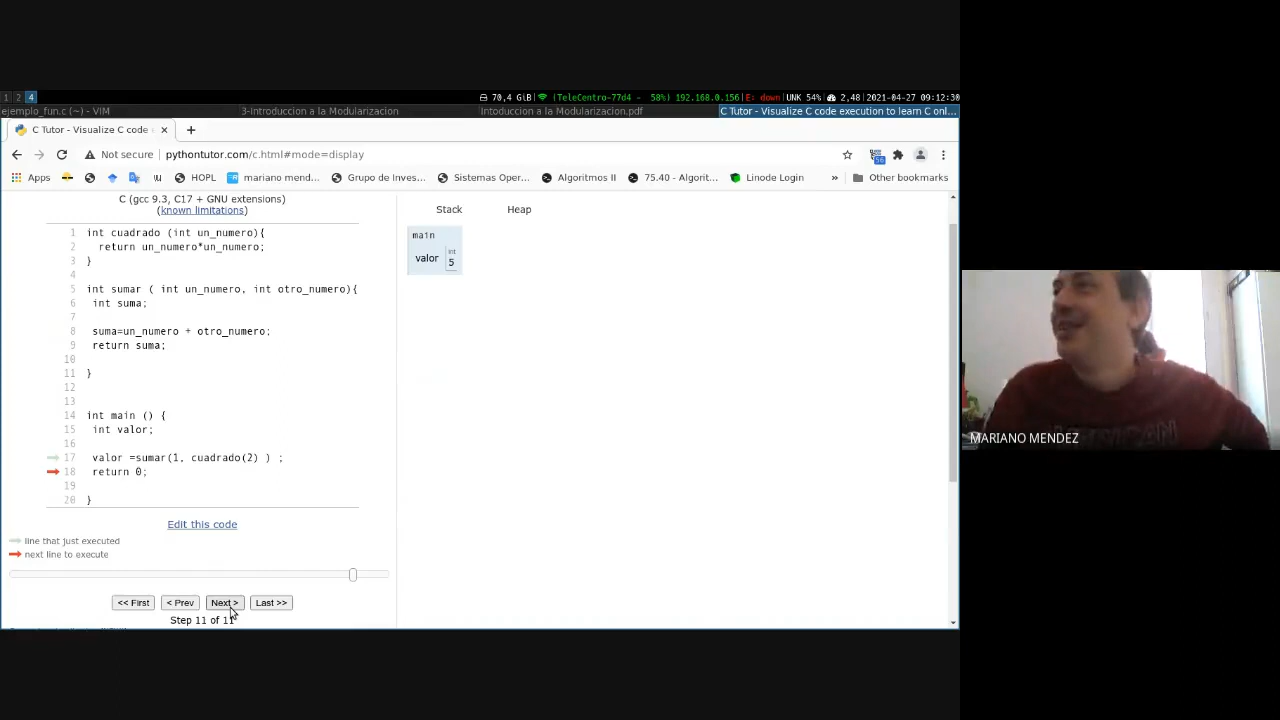 1 2 4 70,4 GiB (TeleCentro-77d4 - 58%) 192.168.0.156 E: down UNK 54% 2,48 2021-04-27 09:12:30
ejemplo_fun.c (~) - VIM 3-Introduccion a la Modularizacion Intoduccion a la Modularizacion.pdf C Tutor - Visualize C code execution to learn C onl...
C Tutor - Visualize C code
Not secure pythontutor.com/c.html#mode=display
Apps HOPL mariano mend... Grupo de Inves... Sistemas Oper... Algoritmos II 75.40 - Algorit... Linode Login » Other bookmarks
C (gcc 9.3, C17 + GNU extensions)
(known limitations)
Stack Heap
1 int cuadrado (int un_numero){
2 return un_numero*un_numero;
3 }
4
5 int sumar ( int un_numero, int otro_numero){
6 int suma;
7
8 suma=un_numero + otro_numero;
9 return suma;
10
11 }
12
13
14 int main () {
15 int valor;
16
17 valor =sumar(1, cuadrado(2) ) ;
18 return 0;
19
20 }
main
int
valor 5
Edit this code
line that just executed
next line to execute
<< First < Prev Next > Last >>
Step 11 of 11
MARIANO MENDEZ